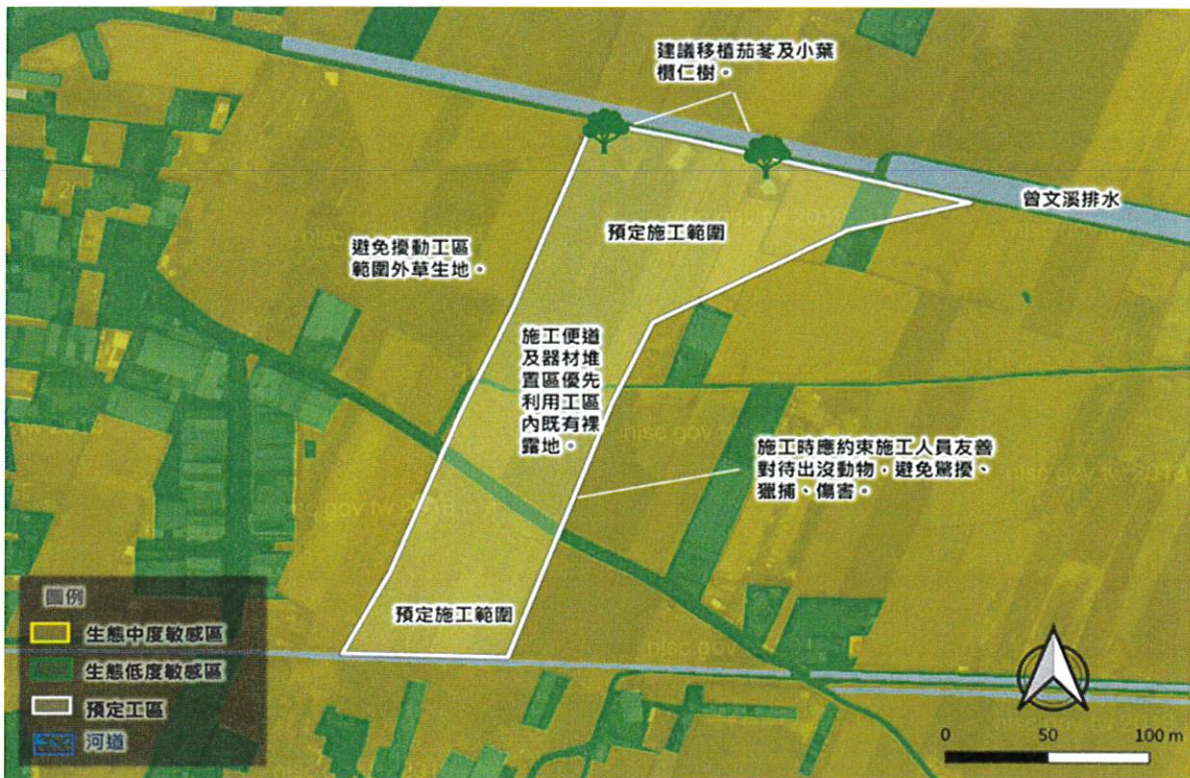 建議移植茄苳及小葉
欖仁樹。
曾文溪排水
預定施工範圍
避免擾動工區
範圍外草生地。
施工便道
及器材堆
置區優先
利用工區
內既有裸
露地。
施工時應約束施工人員友善
對待出沒動物，避免驚擾、
獵捕、傷害。
預定施工範圍
圖例
生態中度敏感區
生態低度敏感區
預定工區
河道
0 50 100 m